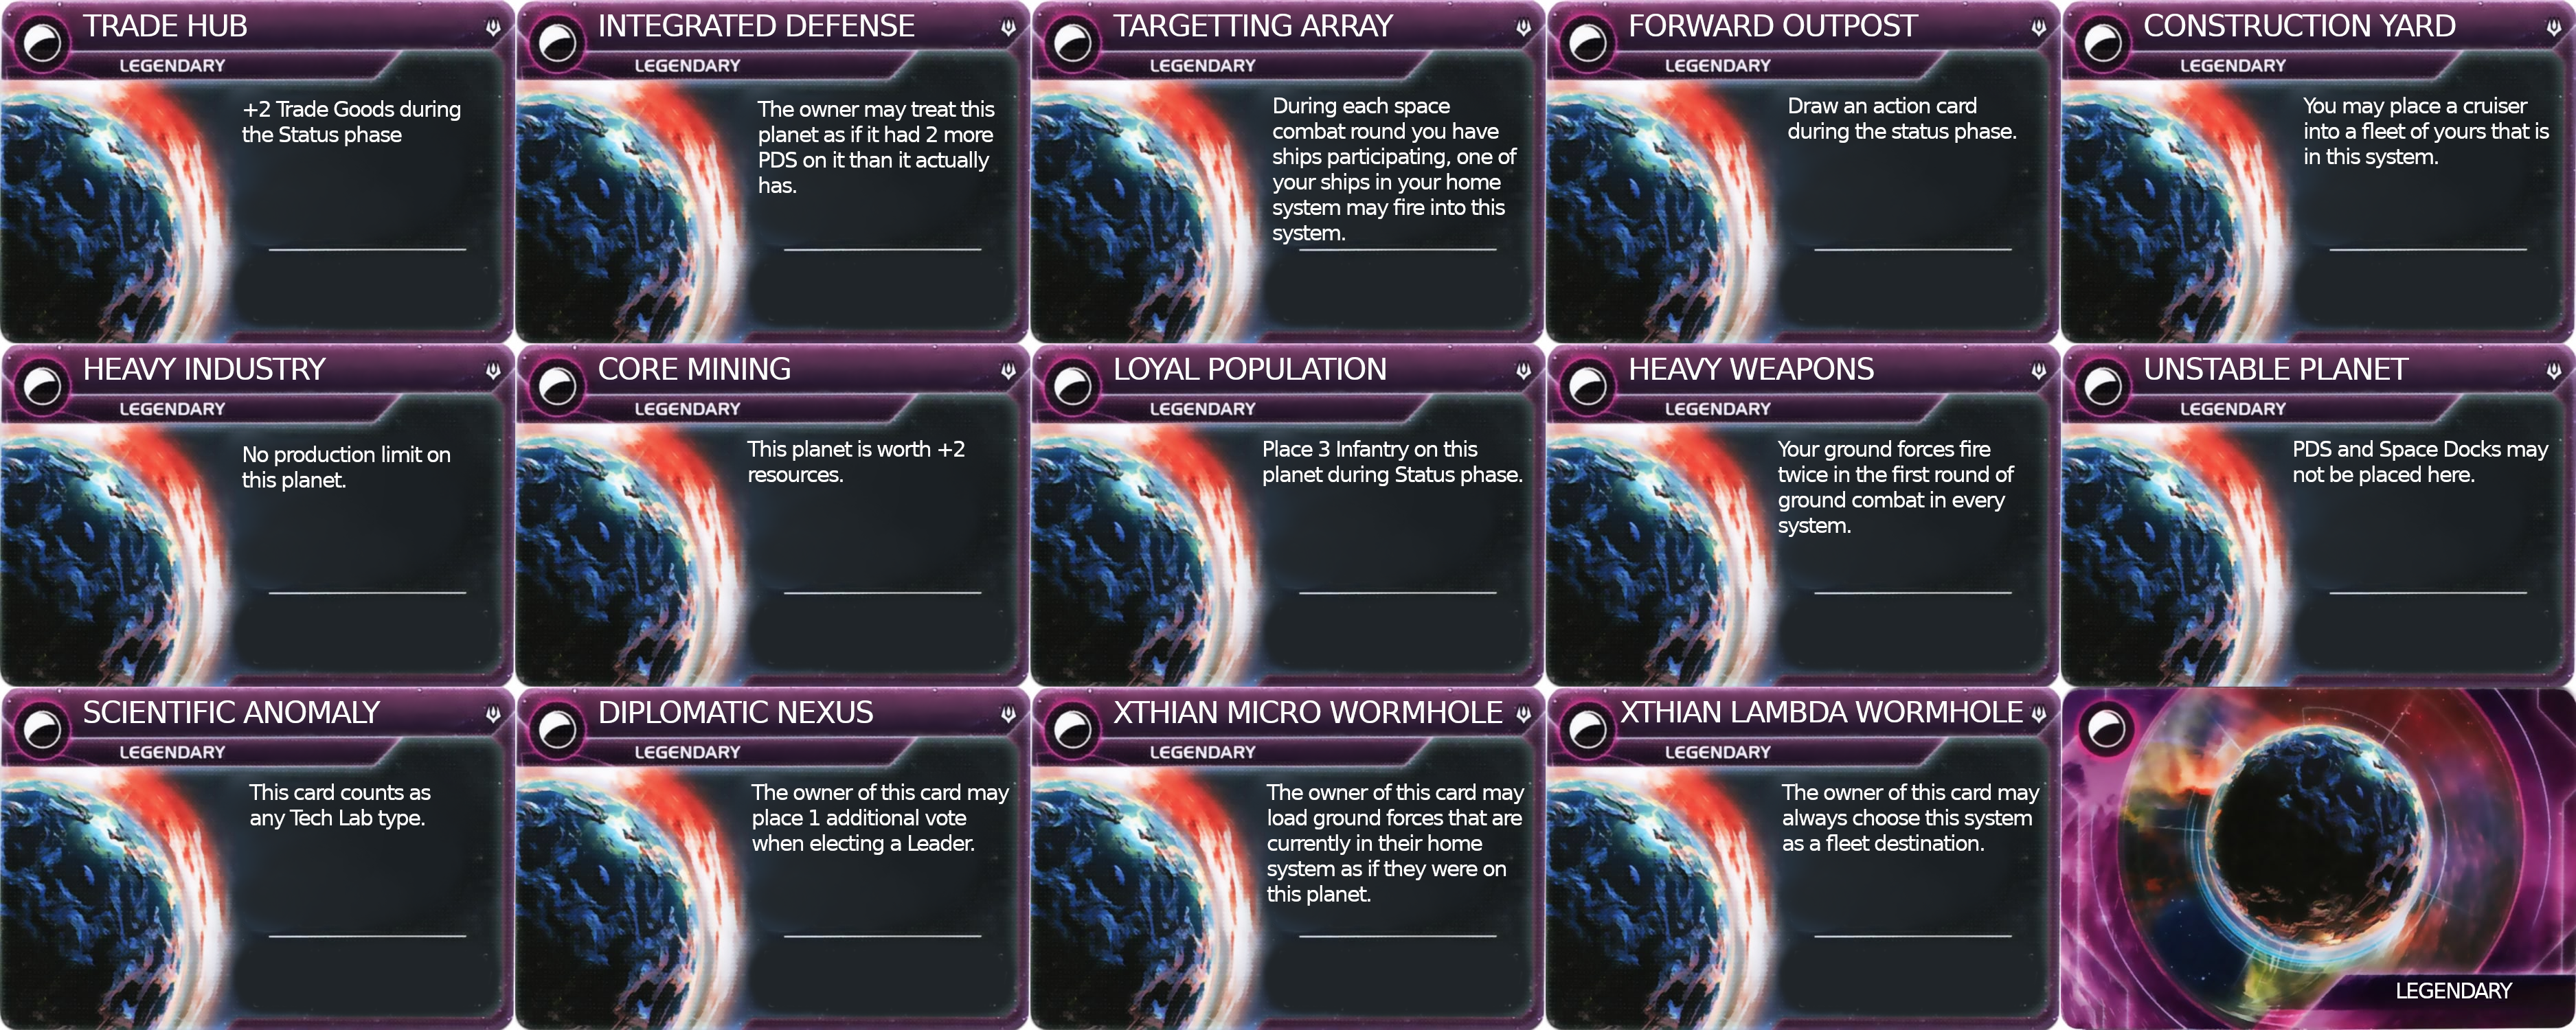 TRADE HUB
LEGENDARY
+2 Trade Goods during
the Status phase
INTEGRATED DEFENSE
LEGENDARY
The owner may treat this
planet as if it had 2 more
PDS on it than it actually
has.
TARGETTING ARRAY
LEGENDARY
During each space
combat round you have
ships participating, one of
your ships in your home
system may fire into this
system.
FORWARD OUTPOST
LEGENDARY
Draw an action card
during the status phase.
CONSTRUCTION YARD
LEGENDARY
You may place a cruiser
into a fleet of yours that is
in this system.
HEAVY INDUSTRY
LEGENDARY
No production limit on
this planet.
CORE MINING
LEGENDARY
This planet is worth +2
resources.
LOYAL POPULATION
LEGENDARY
Place 3 Infantry on this
planet during Status phase.
HEAVY WEAPONS
LEGENDARY
Your ground forces fire
twice in the first round of
ground combat in every
system.
UNSTABLE PLANET
LEGENDARY
PDS and Space Docks may
not be placed here.
SCIENTIFIC ANOMALY
LEGENDARY
This card counts as
any Tech Lab type.
DIPLOMATIC NEXUS
LEGENDARY
The owner of this card may
place 1 additional vote
when electing a Leader.
XTHIAN MICRO WORMHOLE
LEGENDARY
The owner of this card may
load ground forces that are
currently in their home
system as if they were on
this planet.
XTHIAN LAMBDA WORMHOLE
LEGENDARY
The owner of this card may
always choose this system
as a fleet destination.
LEGENDARY